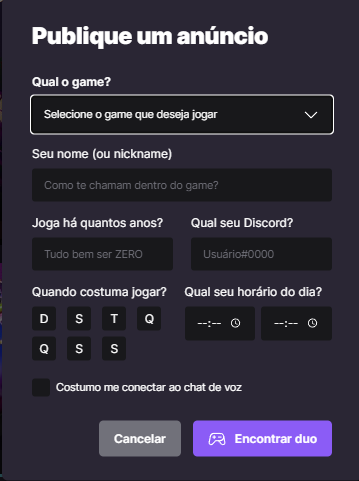 Publique um anúncio
Qual o game?
Selecione o game que deseja jogar
Seu nome (ou nickname)
Como te chamam dentro do game?
Joga há quantos anos? Qual seu Discord?
Tudo bem ser ZERO Usuário#0000
Quando costuma jogar? Qual seu horário do dia?
D S T Q --:-- --:--
Q S S
Costumo me conectar ao chat de voz
Cancelar Encontrar duo